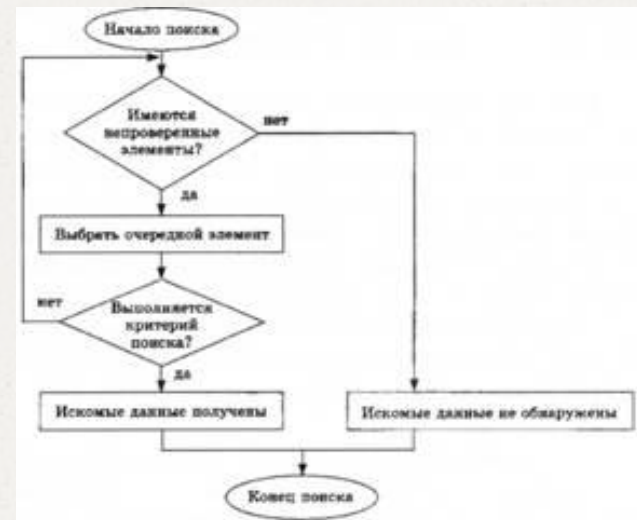 Начало поиска
Имеются
непроверенные
элементы?
нет
да
Выбрать очередной элемент
нет
Выполняется
критерий
поиска?
да
Искомые данные получены
Искомые данные не обнаружены
Конец поиска